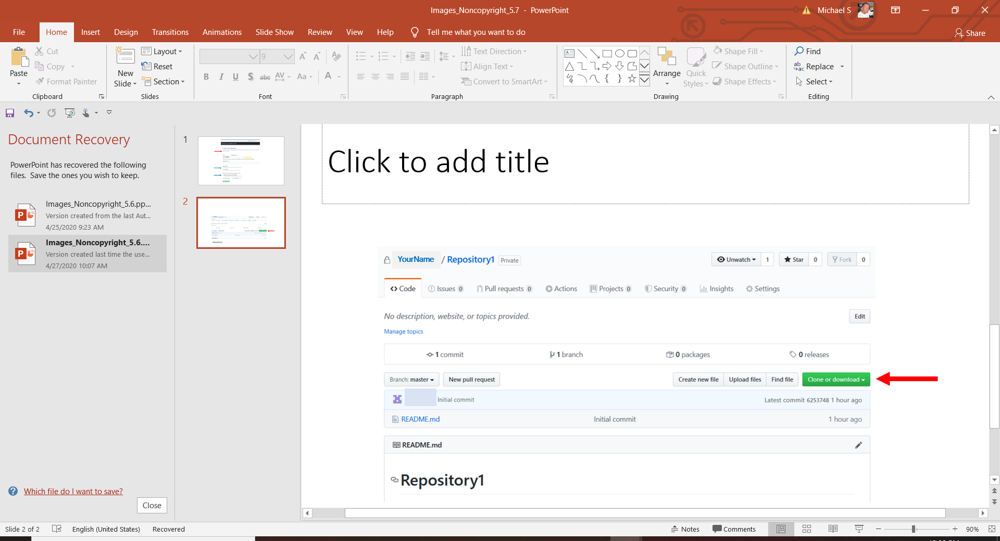 Images_Noncopyright_5.7 - PowerPoint
Michael S
File Home Insert Design Transitions Animations Slide Show Review View Help Tell me what you want to do
Share
Paste
Cut
Copy
Format Painter
Clipboard
New Slide
Layout
Reset
Section
Slides
9
B I U S abc AV Aa A
Font
Text Direction
Align Text
Convert to SmartArt
Paragraph
Arrange
Quick Styles
Shape Fill
Shape Outline
Shape Effects
Drawing
Find
Replace
Select
Editing
Document Recovery
PowerPoint has recovered the following
files. Save the ones you wish to keep.
Images_Noncopyright_5.6.pp...
Version created from the last Aut...
4/25/2020 9:23 AM
Images_Noncopyright_5.6....
Version created last time the use...
4/27/2020 10:07 AM
Which file do I want to save?
Close
1
2
Click to add title
YourName / Repository1 Private
Unwatch 1 Star 0 Fork 0
Code Issues 0 Pull requests 0 Actions Projects 0 Security 0 Insights Settings
No description, website, or topics provided.
Edit
Manage topics
1 commit 1 branch 0 packages 0 releases
Branch: master New pull request Create new file Upload files Find file Clone or download
Initial commit Latest commit 6253748 1 hour ago
README.md Initial commit 1 hour ago
README.md
Repository1
Slide 2 of 2 English (United States) Recovered Notes Comments 90%